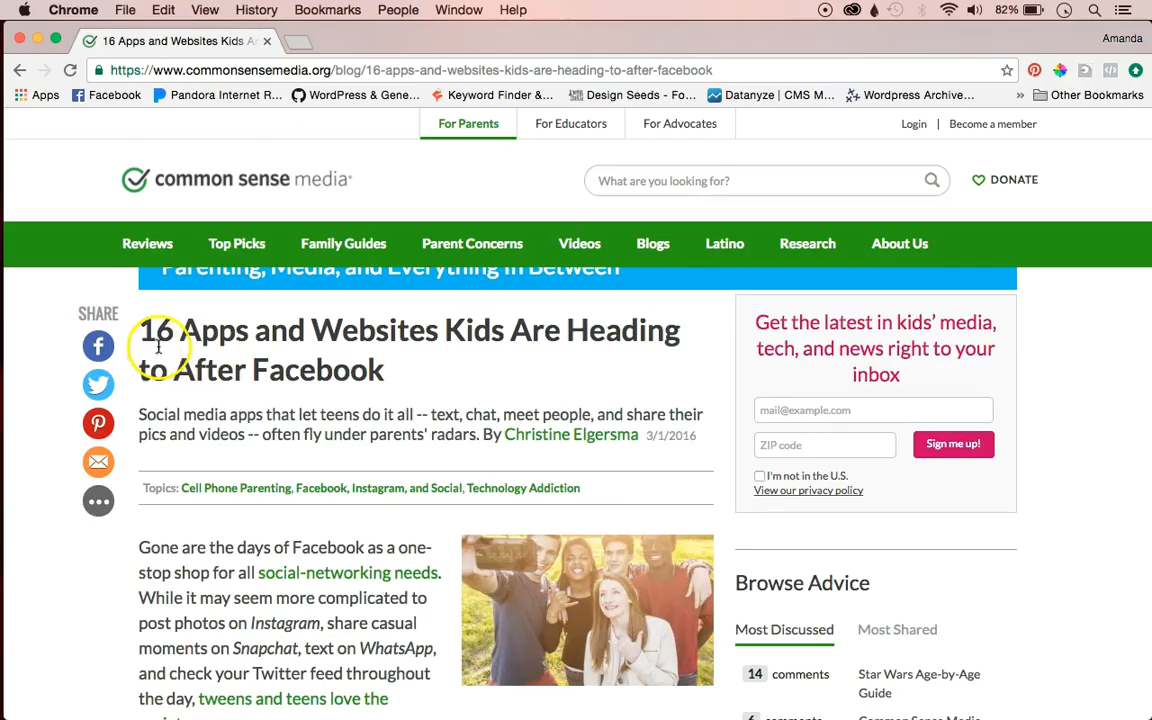 Chrome File Edit View History Bookmarks People Window Help 82%
16 Apps and Websites Kids Ar
Amanda
https://www.commonsensemedia.org/blog/16-apps-and-websites-kids-are-heading-to-after-facebook
Apps Facebook Pandora Internet R... WordPress & Gene... Keyword Finder &... Design Seeds - Fo... Datanyze | CMS M... Wordpress Archive... » Other Bookmarks
For Parents For Educators For Advocates Login | Become a member
common sense media®
What are you looking for?
DONATE
Reviews Top Picks Family Guides Parent Concerns Videos Blogs Latino Research About Us
Parenting, Media, and Everything In Between
SHARE
16 Apps and Websites Kids Are Heading
to After Facebook
Social media apps that let teens do it all -- text, chat, meet people, and share their
pics and videos -- often fly under parents' radars. By Christine Elgersma 3/1/2016
Topics: Cell Phone Parenting, Facebook, Instagram, and Social, Technology Addiction
Gone are the days of Facebook as a one-
stop shop for all social-networking needs.
While it may seem more complicated to
post photos on Instagram, share casual
moments on Snapchat, text on WhatsApp,
and check your Twitter feed throughout
the day, tweens and teens love the
Get the latest in kids' media,
tech, and news right to your
inbox
mail@example.com
ZIP code
Sign me up!
I'm not in the U.S.
View our privacy policy
Browse Advice
Most Discussed Most Shared
14 comments Star Wars Age-by-Age
Guide
comments Common Sense Media